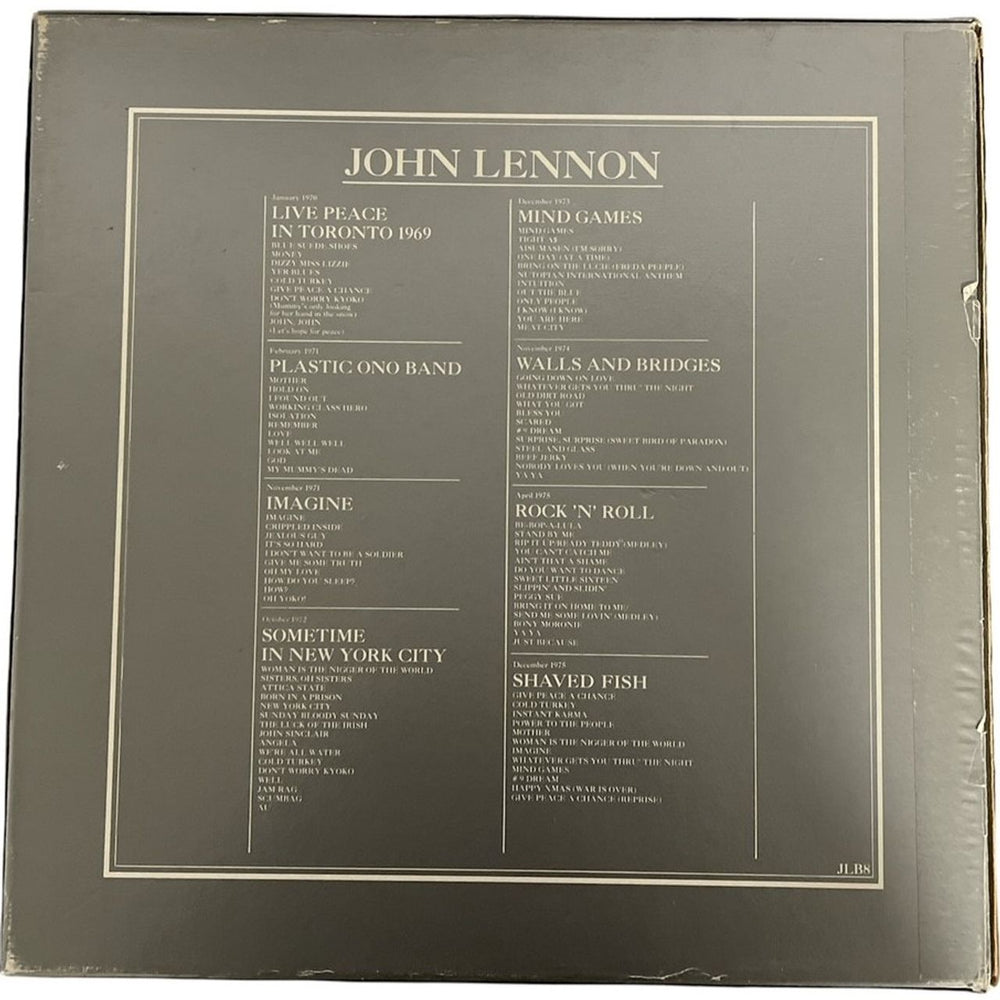 JOHN LENNON
January 1970
LIVE PEACE
IN TORONTO 1969
BLUE SUEDE SHOES
MONEY
DIZZY MISS LIZZIE
YER BLUES
COLD TURKEY
GIVE PEACE A CHANCE
DON'T WORRY KYOKO
(Mummy's only looking
for her hand in the snow)
JOHN, JOHN
(Let's hope for peace)
February 1971
PLASTIC ONO BAND
MOTHER
HOLD ON
I FOUND OUT
WORKING CLASS HERO
ISOLATION
REMEMBER
LOVE
WELL WELL WELL
LOOK AT ME
GOD
MY MUMMY'S DEAD
November 1971
IMAGINE
IMAGINE
CRIPPLED INSIDE
JEALOUS GUY
IT'S SO HARD
I DON'T WANT TO BE A SOLDIER
GIVE ME SOME TRUTH
OH MY LOVE
HOW DO YOU SLEEP?
HOW?
OH YOKO!
October 1972
SOMETIME
IN NEW YORK CITY
WOMAN IS THE NIGGER OF THE WORLD
SISTERS, OH SISTERS
ATTICA STATE
BORN IN A PRISON
NEW YORK CITY
SUNDAY BLOODY SUNDAY
THE LUCK OF THE IRISH
JOHN SINCLAIR
ANGELA
WE'RE ALL WATER
COLD TURKEY
DON'T WORRY KYOKO
WELL
JAM RAG
SCUMBAG
AU
December 1973
MIND GAMES
MIND GAMES
TIGHT A$
AISUMASEN (I'M SORRY)
ONE DAY (AT A TIME)
BRING ON THE LUCIE (FREDA PEEPLE)
NUTOPIAN INTERNATIONAL ANTHEM
INTUITION
OUT THE BLUE
ONLY PEOPLE
I KNOW (I KNOW)
YOU ARE HERE
MEAT CITY
November 1974
WALLS AND BRIDGES
GOING DOWN ON LOVE
WHATEVER GETS YOU THRU' THE NIGHT
OLD DIRT ROAD
WHAT YOU GOT
BLESS YOU
SCARED
# 9 DREAM
SURPRISE, SURPRISE (SWEET BIRD OF PARADOX)
STEEL AND GLASS
BEEF JERKY
NOBODY LOVES YOU (WHEN YOU'RE DOWN AND OUT)
YA YA
April 1975
ROCK 'N' ROLL
BE-BOP-A-LULA
STAND BY ME
RIP IT UP/READY TEDDY (MEDLEY)
YOU CAN'T CATCH ME
AIN'T THAT A SHAME
DO YOU WANT TO DANCE
SWEET LITTLE SIXTEEN
SLIPPIN' AND SLIDIN'
PEGGY SUE
BRING IT ON HOME TO ME/
SEND ME SOME LOVIN' (MEDLEY)
BONY MORONIE
YA YA
JUST BECAUSE
December 1975
SHAVED FISH
GIVE PEACE A CHANCE
COLD TURKEY
INSTANT KARMA
POWER TO THE PEOPLE
MOTHER
WOMAN IS THE NIGGER OF THE WORLD
IMAGINE
WHATEVER GETS YOU THRU' THE NIGHT
MIND GAMES
# 9 DREAM
HAPPY XMAS (WAR IS OVER)
GIVE PEACE A CHANCE (REPRISE)
JLB8